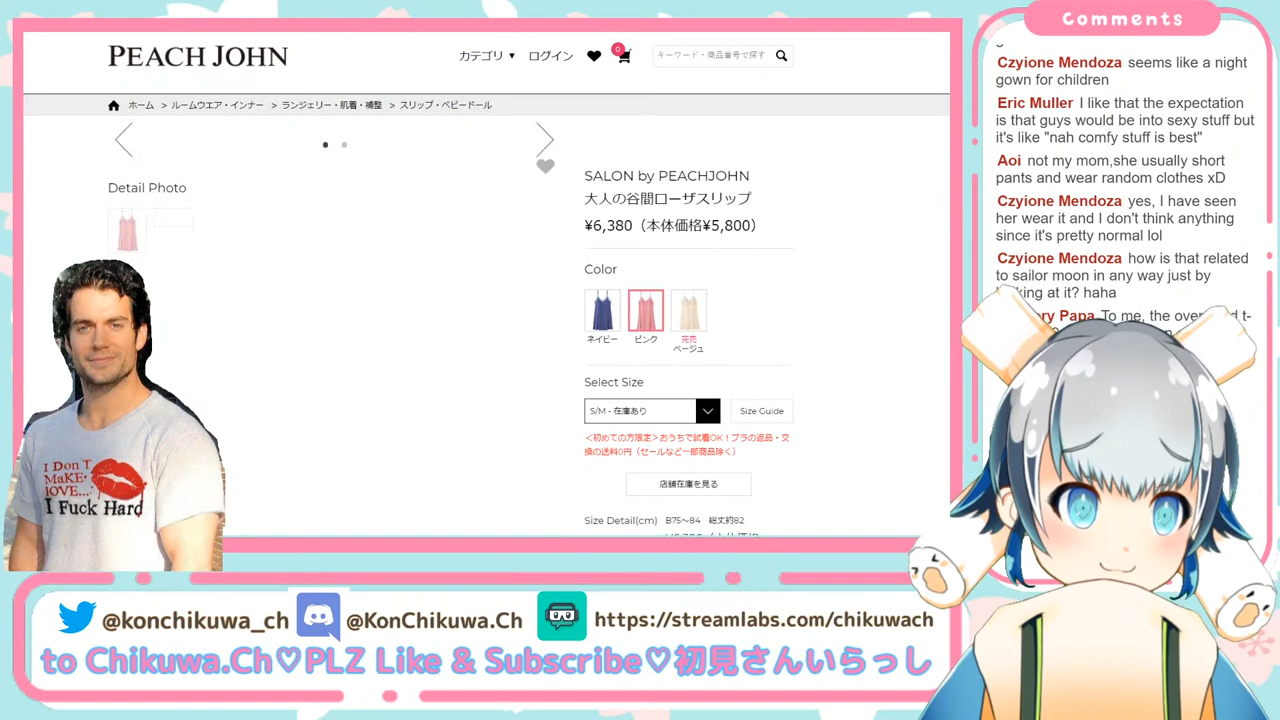 PEACH JOHN
カテゴリ ▼
ログイン
0
キーワード・商品番号で探す
ホーム > ルームウエア・インナー > ランジェリー・肌着・補整 > スリップ・ベビードール
Detail Photo
SALON by PEACHJOHN
大人の谷間ローザスリップ
¥6,380（本体価格¥5,800）
Color
ネイビー
ピンク
完売
ベージュ
Select Size
S/M - 在庫あり
Size Guide
＜初めての方限定＞おうちで試着OK！ブラの返品・交
換の送料0円（セールなど一部商品除く）
店舗在庫を見る
Size Detail(cm) B75～84 総丈約82
I Don'T
MaKe
lOVE...
I Fuck Hard
Comments
Czyione Mendoza seems like a night
gown for children
Eric Muller I like that the expectation
is that guys would be into sexy stuff but
it's like "nah comfy stuff is best"
Aoi not my mom,she usually short
pants and wear random clothes xD
Czyione Mendoza yes, I have seen
her wear it and I don't think anything
since it's pretty normal lol
Czyione Mendoza how is that related
to sailor moon in any way just by
haha
Papa To me, the
@konchikuwa_ch
@KonChikuwa.Ch
https://streamlabs.com/chikuwach
to Chikuwa.Ch♡PLZ Like & Subscribe♡初見さんいらっし